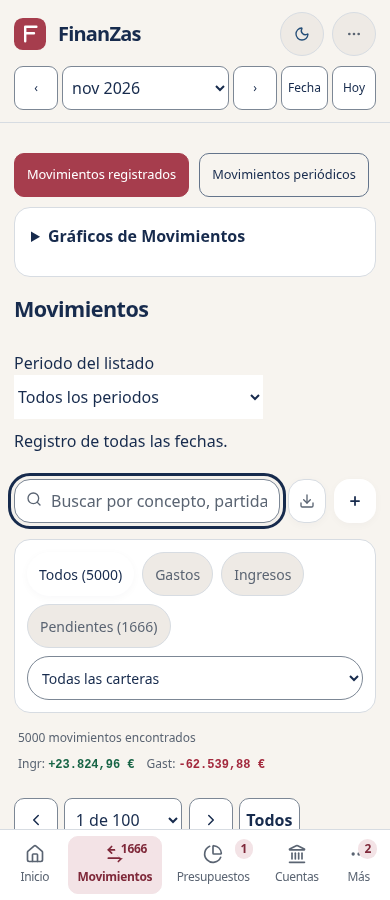 FinanZas
nov 2026
Fecha
Hoy
Movimientos registrados
Movimientos periódicos
Gráficos de Movimientos
Movimientos
Periodo del listado
Todos los periodos
Registro de todas las fechas.
Buscar por concepto, partida
Todos (5000)
Gastos
Ingresos
Pendientes (1666)
Todas las carteras
5000 movimientos encontrados
Ingr: +23.824,96 € Gast: -62.539,88 €
1 de 100
Todos
1666
1
2
Inicio
Movimientos
Presupuestos
Cuentas
Más